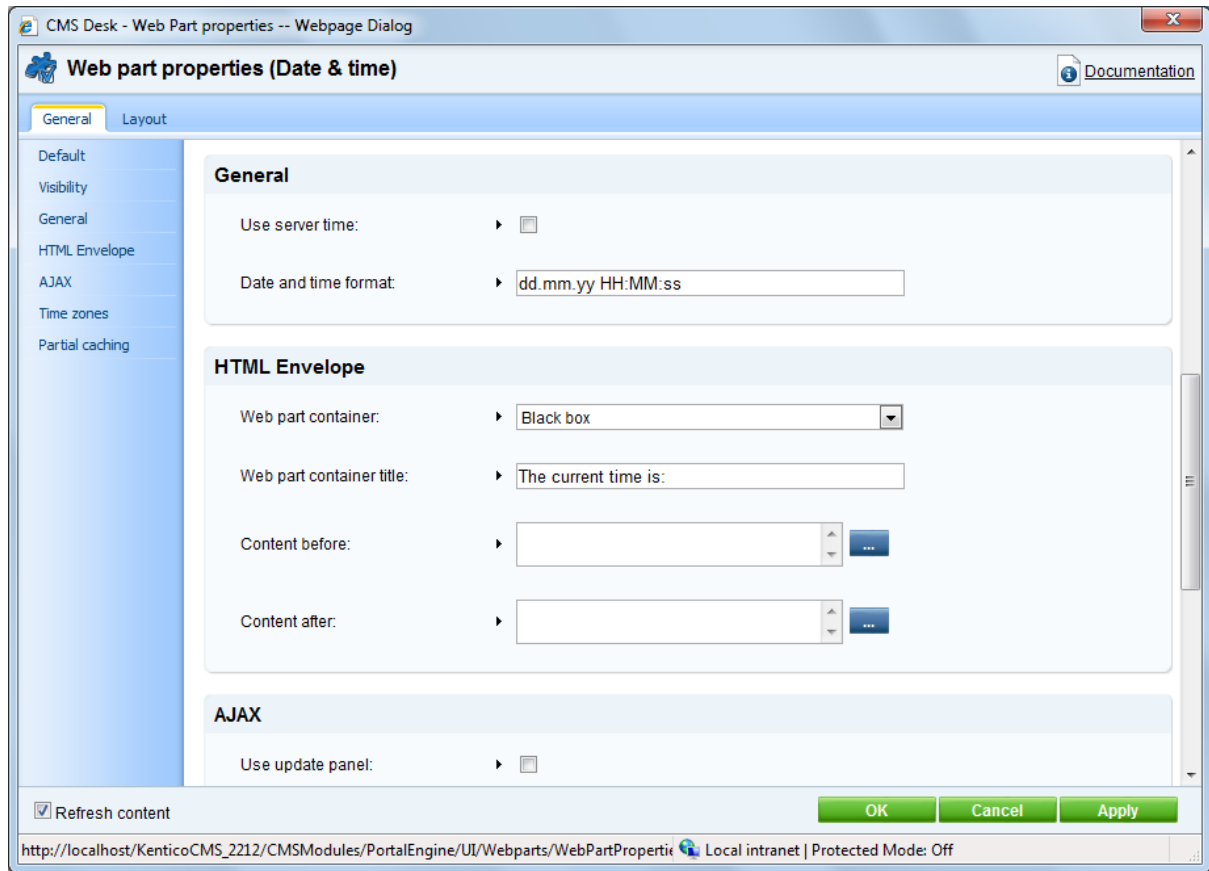 CMS Desk - Web Part properties -- Webpage Dialog
Web part properties (Date & time)
Documentation
General Layout
Default
Visibility
General
HTML Envelope
AJAX
Time zones
Partial caching
General
Use server time:
Date and time format: dd.mm.yy HH:MM:ss
HTML Envelope
Web part container: Black box
Web part container title: The current time is:
Content before: ...
Content after: ...
AJAX
Use update panel:
Refresh content OK Cancel Apply
http://localhost/KenticoCMS_2212/CMSModules/PortalEngine/UI/Webparts/WebPartPropertie Local intranet | Protected Mode: Off